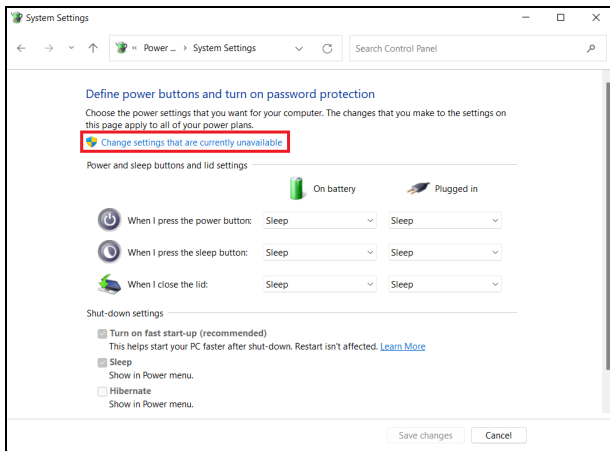 System Settings
« Power ... › System Settings
Search Control Panel
Define power buttons and turn on password protection
Choose the power settings that you want for your computer. The changes that you make to the settings on
this page apply to all of your power plans.
Change settings that are currently unavailable
Power and sleep buttons and lid settings
On battery Plugged in
When I press the power button: Sleep Sleep
When I press the sleep button: Sleep Sleep
When I close the lid: Sleep Sleep
Shut-down settings
Turn on fast start-up (recommended)
This helps start your PC faster after shut-down. Restart isn't affected. Learn More
Sleep
Show in Power menu.
Hibernate
Show in Power menu.
Save changes Cancel